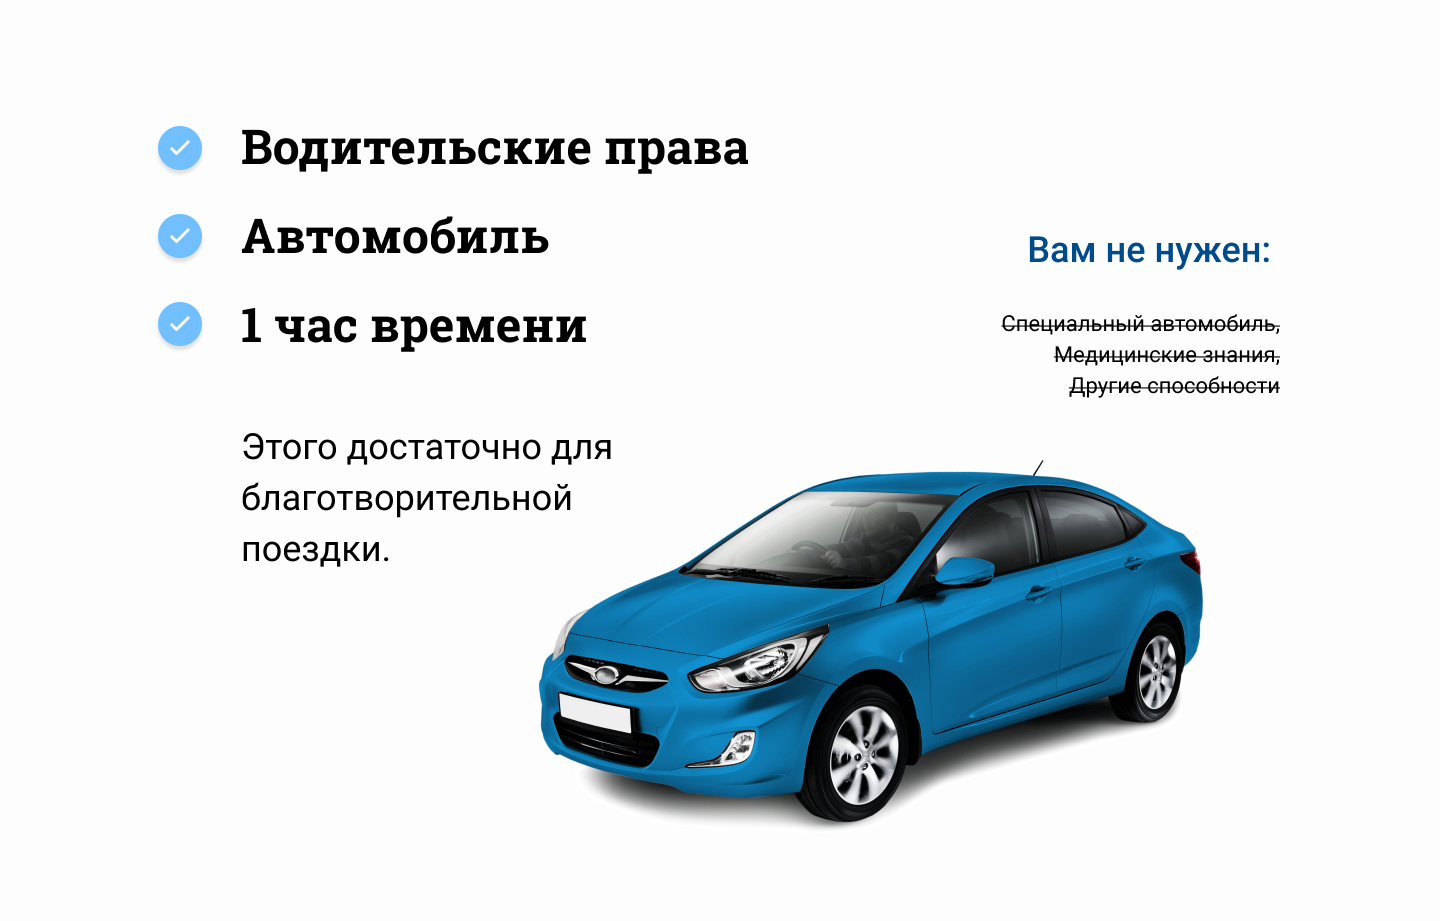 Водительские права
Автомобиль
1 час времени
Этого достаточно для
благотворительной
поездки.
Вам не нужен:
Специальный автомобиль,
Медицинские знания,
Другие способности